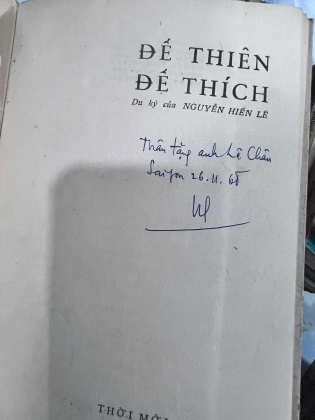 ĐẾ THIÊN
ĐẾ THÍCH
Du ký của NGUYỄN HIẾN LÊ
Thân tặng anh Lê Chân
Saigon 26.11.68
THỜI MỚI